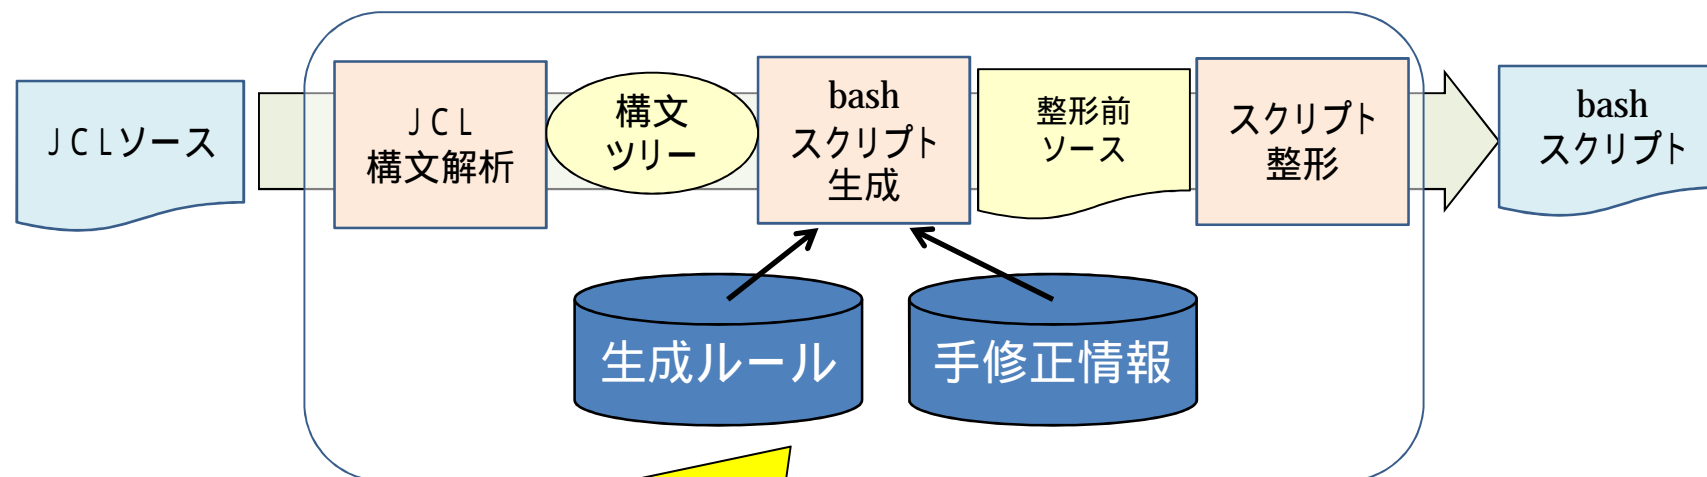 JCLソース
JCL
構文解析
構文
ツリー
bash
スクリプト
生成
整形前
ソース
スクリプト
整形
bash
スクリプト
生成ルール
手修正情報